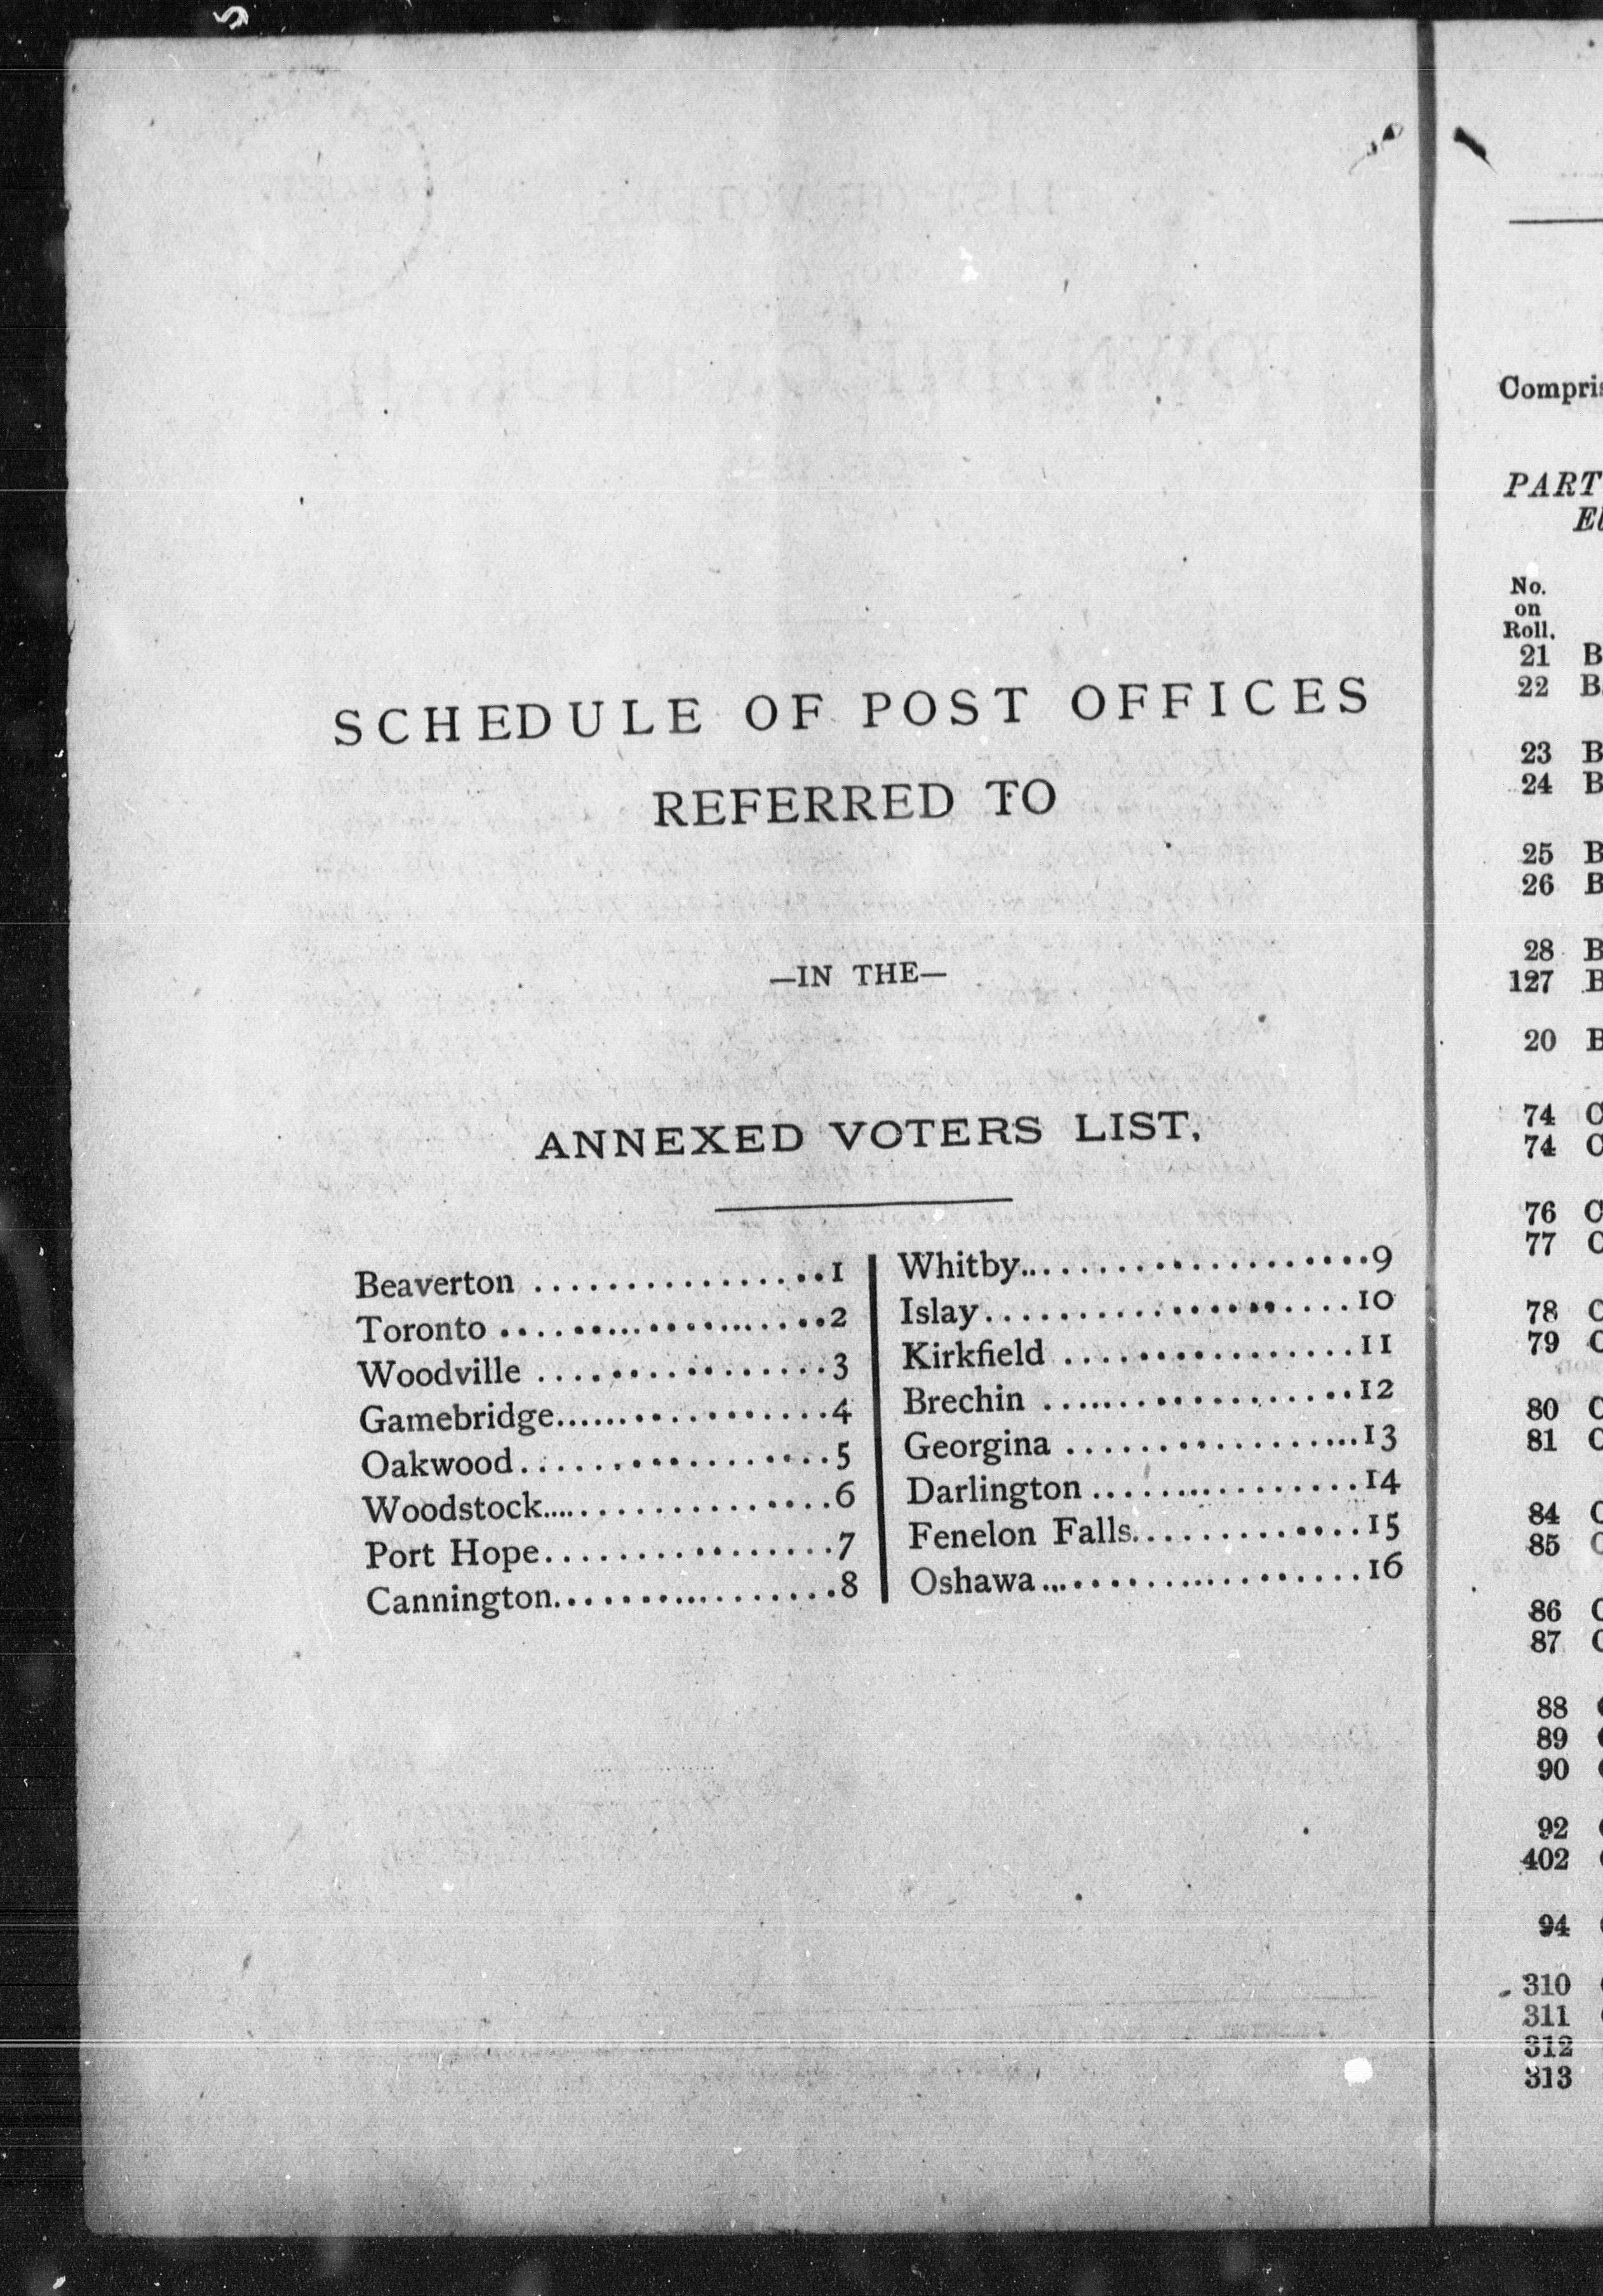 SCHEDULE OF POST OFFICES
REFERRED TO
—IN THE—
ANNEXED VOTERS LIST,
Beaverton ................1
Toronto ..................2
Woodville ................3
Gamebridge...............4
Oakwood.................5
Woodstock................6
Port Hope................7
Cannington...............8
Whitby...................9
Islay....................10
Kirkfield ................11
Brechin .................12
Georgina ................13
Darlington ...............14
Fenelon Falls.............15
Oshawa..................16
PART
No.
on
Roll.
21 B
22 B
23 B
24 B
25 B
26 B
28 B
127 B
20 B
74 C
74 C
76 C
77 C
78 C
79 C
80 C
81 C
84 C
85 C
86 C
87 C
88
89
90
92
402
94
310
311
312
313